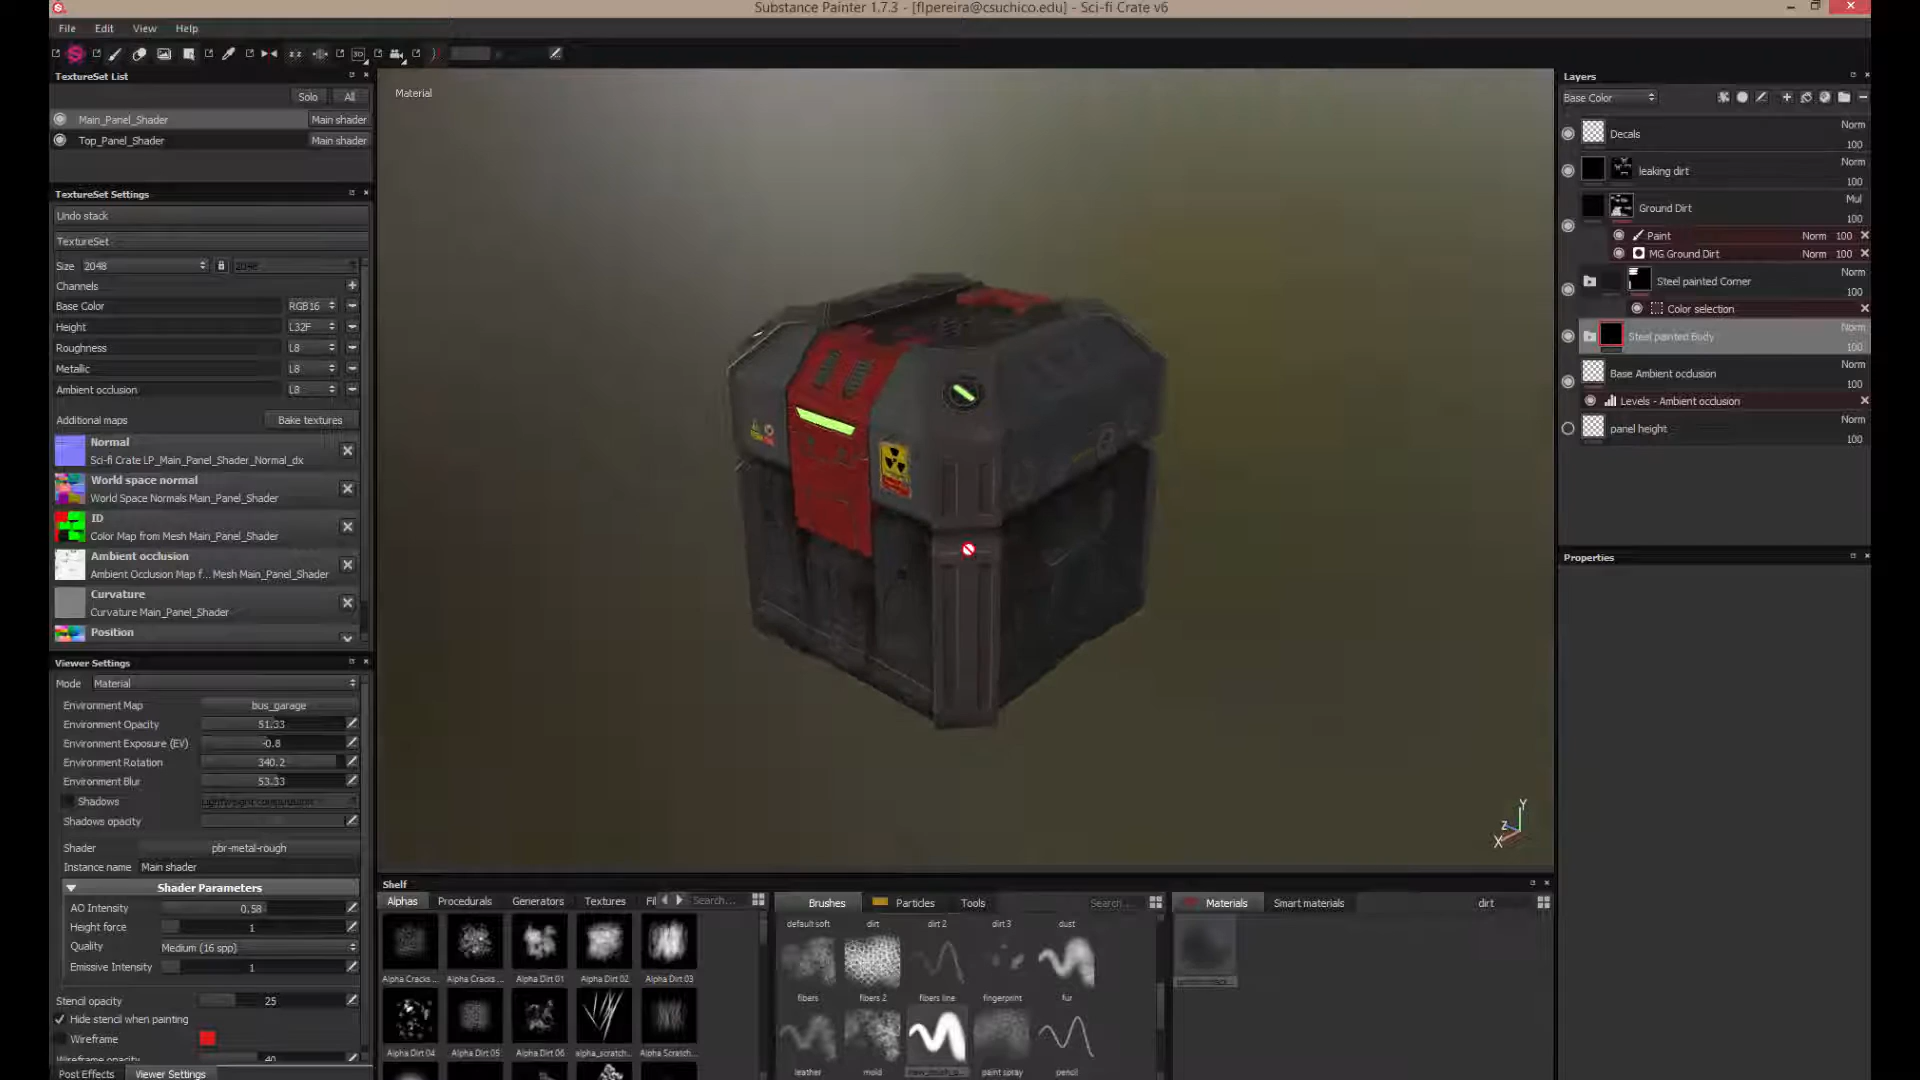 Substance Painter 1.7.3 - [flpereira@csuchico.edu] - Sci-fi Crate v6
File Edit View Help
TextureSet List
Solo All
Main_Panel_Shader Main shader
Top_Panel_Shader Main shader
TextureSet Settings
Undo stack
TextureSet
Size 2048 2048
Channels
Base Color RGB16
Height L32F
Roughness L8
Metallic L8
Ambient occlusion L8
Additional maps Bake textures
Normal
Sci-fi Crate LP_Main_Panel_Shader_Normal_dx
World space normal
World Space Normals Main_Panel_Shader
ID
Color Map from Mesh Main_Panel_Shader
Ambient occlusion
Ambient Occlusion Map f... Mesh Main_Panel_Shader
Curvature
Curvature Main_Panel_Shader
Position
Viewer Settings
Mode Material
Environment Map bus_garage
Environment Opacity 51.33
Environment Exposure (EV) -0.8
Environment Rotation 340.2
Environment Blur 53.33
Shadows
Shadows opacity
Shader pbr-metal-rough
Instance name Main shader
Shader Parameters
AO Intensity 0.58
Height force 1
Quality Medium (16 spp)
Emissive Intensity 1
Stencil opacity 25
Hide stencil when painting
Wireframe
Wireframe opacity 40
Post Effects Viewer Settings
Material
Y
Z
X
Shelf
Alphas Procedurals Generators Textures Fil Search...
Alpha Cracks... Alpha Cracks... Alpha Dirt 01 Alpha Dirt 02 Alpha Dirt 03
Alpha Dirt 04 Alpha Dirt 05 Alpha Dirt 06 alpha_scratch... Alpha Scratch...
Brushes Particles Tools Search...
default soft dirt dirt 2 dirt 3 dust
fibers fibers 2 fibers line fingerprint fur
leather mold paint spray pencil
Materials Smart materials dirt
Layers
Base Color
Decals Norm 100
leaking dirt Norm 100
Ground Dirt Mul 100
Paint Norm 100
MG Ground Dirt Norm 100
Steel painted Corner Norm 100
Color selection
Steel painted Body Norm 100
Base Ambient occlusion Norm 100
Levels - Ambient occlusion
panel height Norm 100
Properties